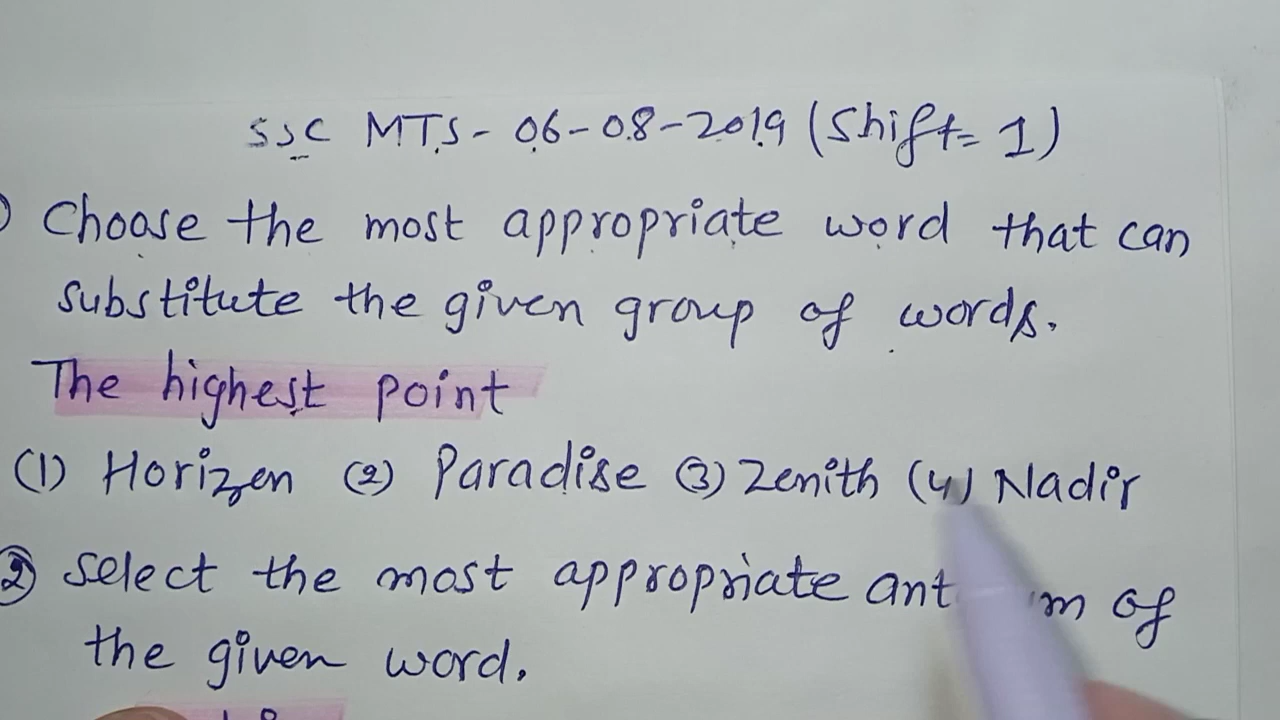 SSC MTS - 06-08-2019 (Shift= 1)
Choose the most appropriate word that can
substitute the given group of words.
The highest point
(1) Horizen (2) Paradise (3) Zenith (4) Nadir
(2) Select the most appropriate of
the given word.